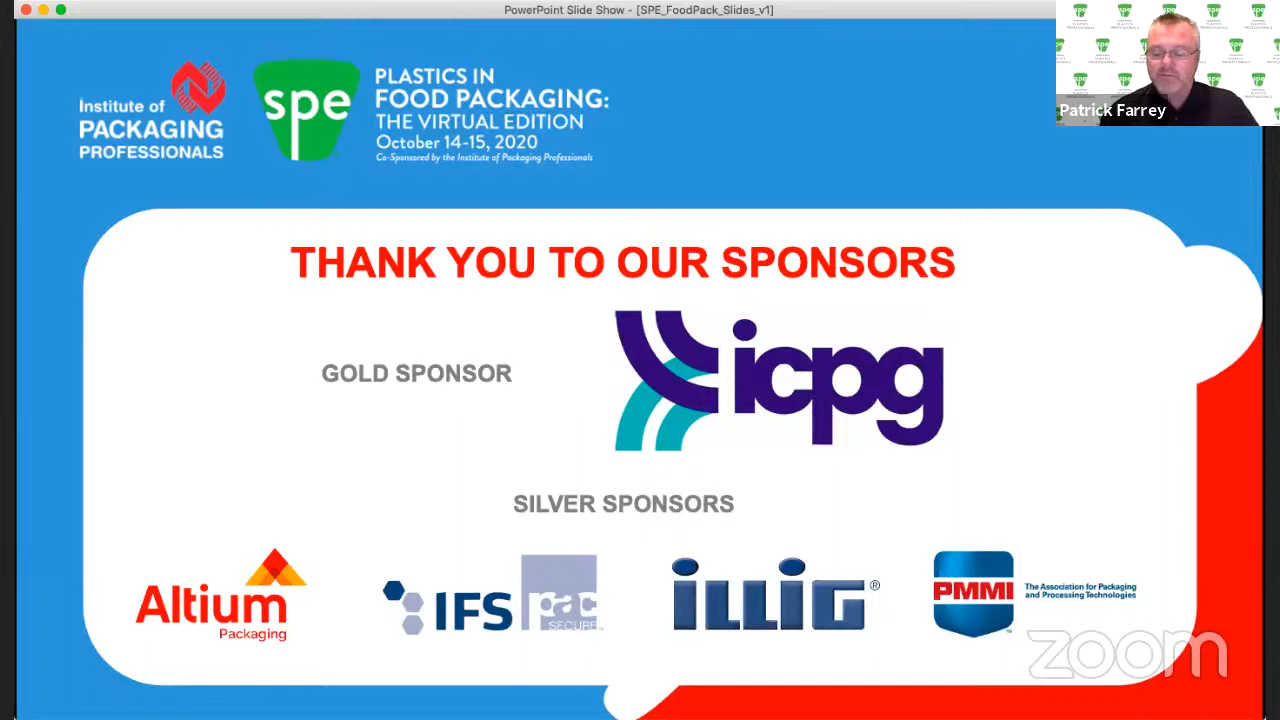 PowerPoint Slide Show - [SPE_FoodPack_Slides_v1]
Patrick Farrey
Institute of
PACKAGING
PROFESSIONALS
spe
PLASTICS IN
FOOD PACKAGING:
THE VIRTUAL EDITION
October 14-15, 2020
Co-Sponsored by the Institute of Packaging Professionals
THANK YOU TO OUR SPONSORS
GOLD SPONSOR
icpg
SILVER SPONSORS
Altium
Packaging
IFS
pac
SECURE
ILLIG®
PMMI
The Association for Packaging
and Processing Technologies
zoom